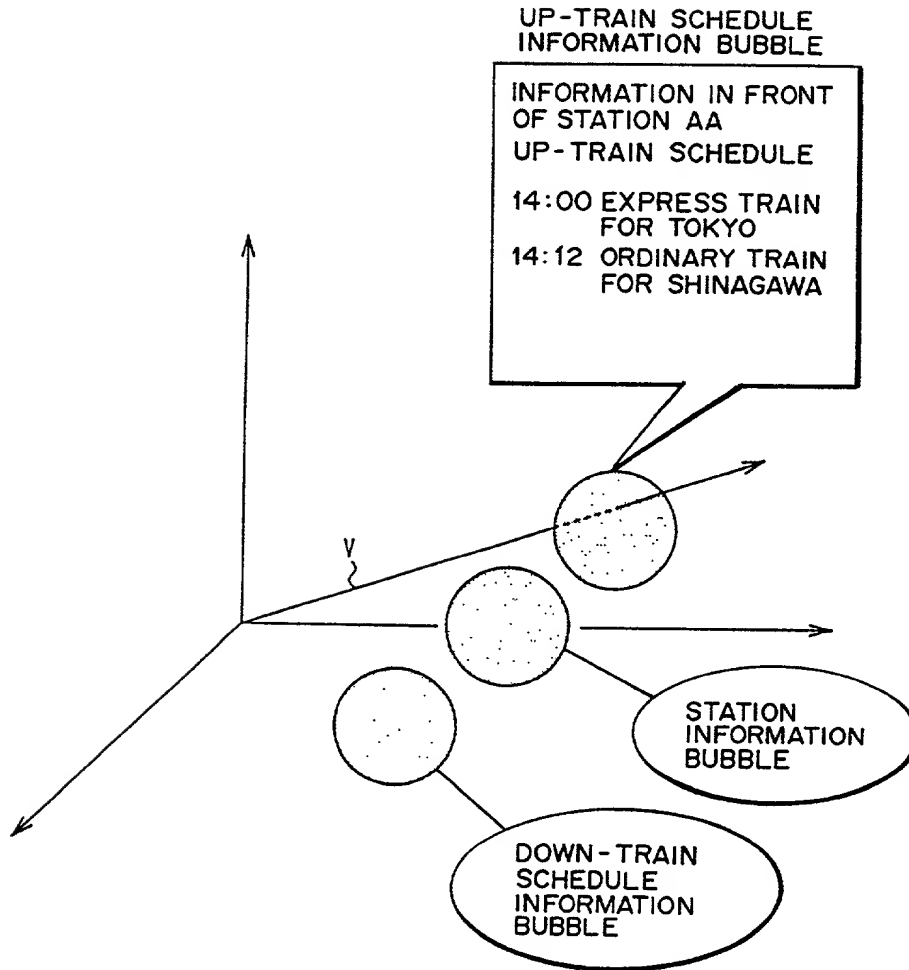 UP-TRAIN SCHEDULE
INFORMATION BUBBLE
INFORMATION IN FRONT
OF STATION AA
UP-TRAIN SCHEDULE
14:00 EXPRESS TRAIN
FOR TOKYO
14:12 ORDINARY TRAIN
FOR SHINAGAWA
V
STATION
INFORMATION
BUBBLE
DOWN-TRAIN
SCHEDULE
INFORMATION
BUBBLE